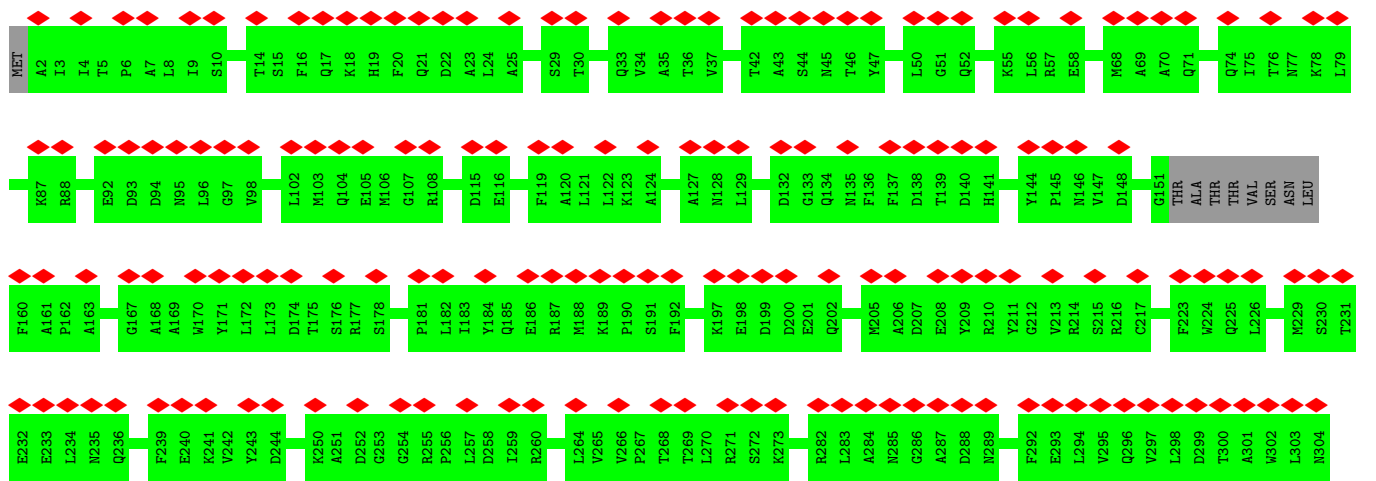 MET A2 I3 I4 T5 P6 A7 L8 I9 S10 T14 S15 F16 Q17 K18 H19 F20 Q21 D22 A23 L24 A25 S29 T30 Q33 V34 A35 T36 V37 T42 A43 S44 N45 T46 Y47 L50 G51 Q52 K55 L56 R57 E58 M68 A69 A70 Q71 Q74 I75 T76 N77 K78 L79
K87 R88 E92 D93 D94 N95 L96 G97 V98 L102 M103 Q104 E105 M106 G107 R108 D115 E116 F119 A120 L121 L122 K123 A124 A127 N128 L129 D132 G133 Q134 N135 F136 F137 D138 T139 D140 H141 Y144 P145 N146 V147 D148 G151 THR ALA THR THR VAL SER ASN LEU
F160 A161 P162 A163 G167 A168 A169 W170 Y171 L172 L173 D174 T175 S176 R177 S178 P181 L182 I183 Y184 Q185 E186 R187 M188 K189 P190 S191 F192 K197 E198 D199 D200 E201 Q202 M205 A206 D207 E208 Y209 R210 Y211 G212 V213 R214 S215 R216 C217 F223 W224 Q225 L226 M229 S230 T231
E232 E233 L234 N235 Q236 F239 E240 K241 V242 Y243 D244 K250 A251 D252 G253 G254 R255 P256 L257 D258 I259 R260 L264 V265 V266 P267 T268 T269 L270 R271 S272 K273 R282 L283 A284 N285 G286 A287 D288 N289 F292 E293 L294 V295 Q296 V297 L298 D299 T300 A301 W302 L303 N304